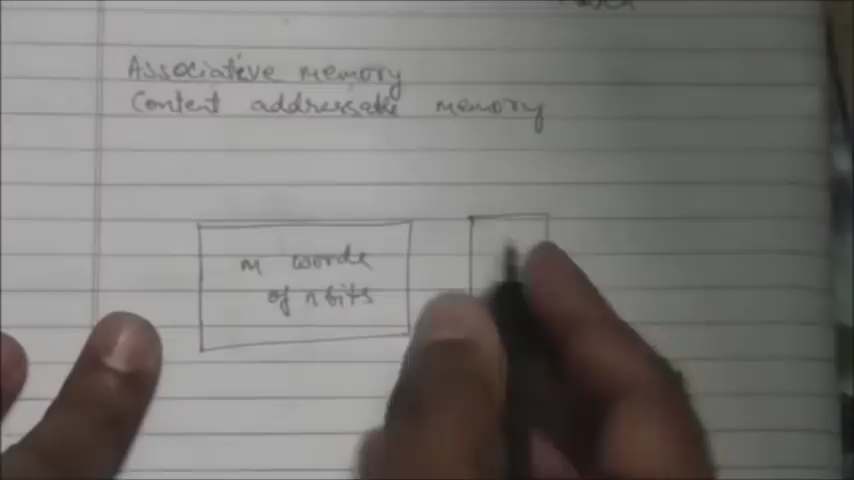 Associative memory
Content addressable memory
m words
of n bits